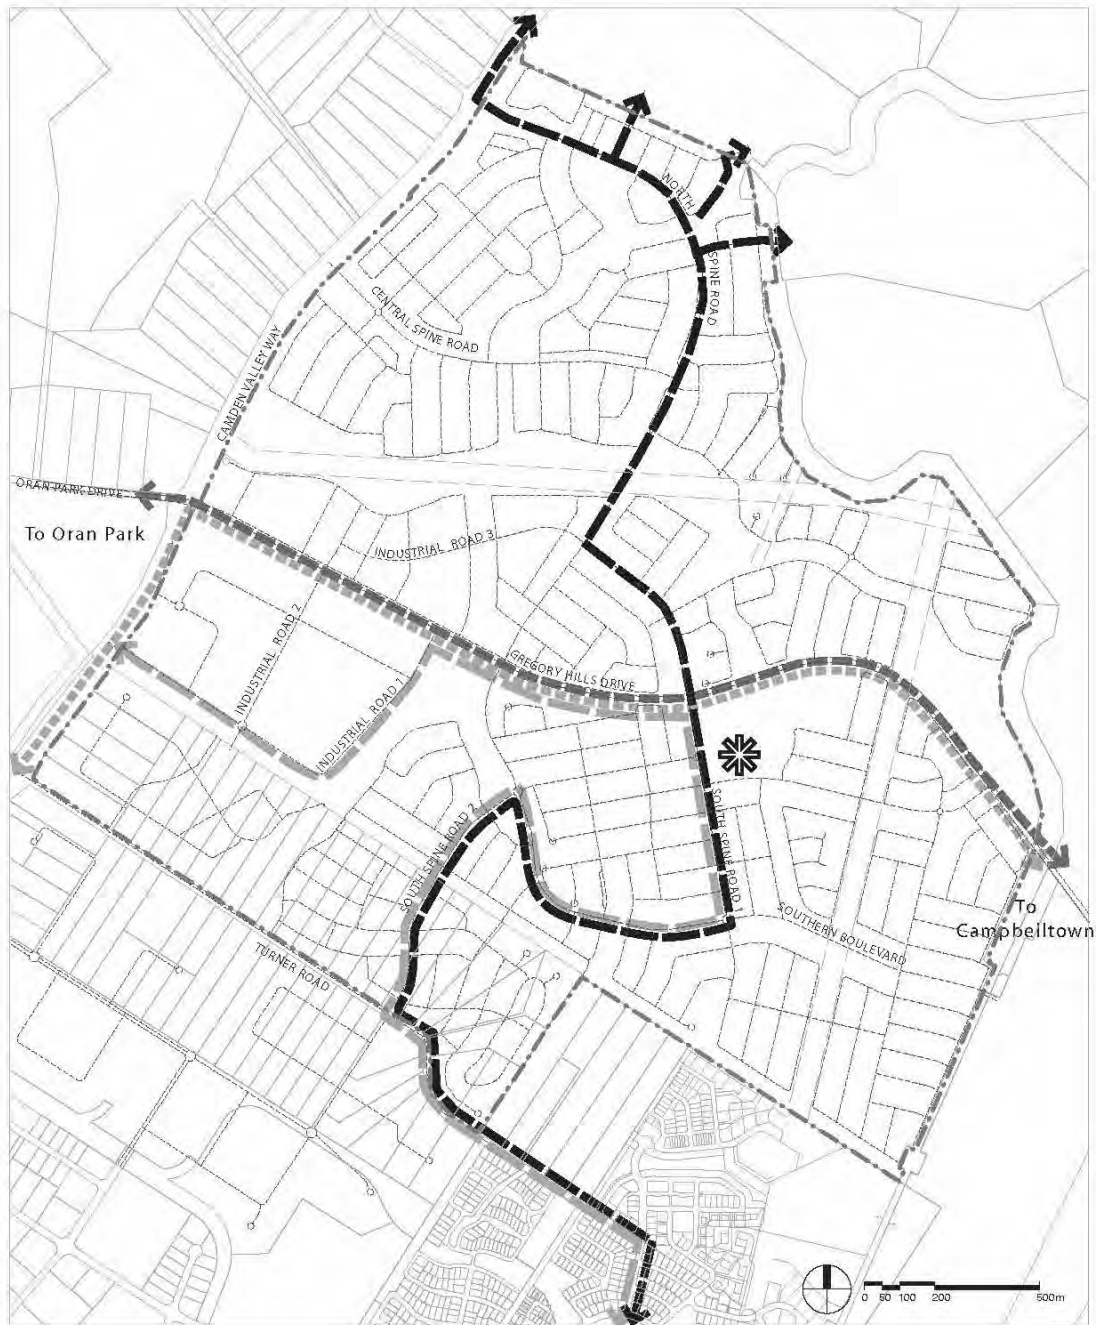 NORTH
SPINE ROAD
CENTRAL SPINE ROAD
CAMDEN VALLEY WAY
ORAN PARK DRIVE
To Oran Park
INDUSTRIAL ROAD 3
INDUSTRIAL ROAD 2
GREGORY HILLS DRIVE
INDUSTRIAL ROAD 1
SOUTH SPINE ROAD 2
SOUTH SPINE ROAD 1
SOUTHERN BOULEVARD
To
Campbelltown
TURNER ROAD
0 50 100 200 500m